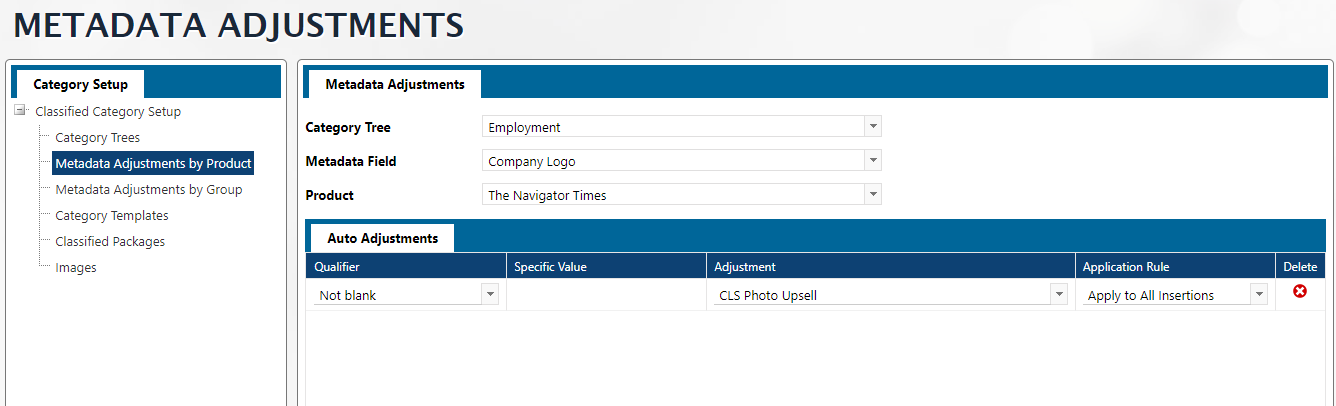 METADATA ADJUSTMENTS
Category Setup
Classified Category Setup
Category Trees
Metadata Adjustments by Product
Metadata Adjustments by Group
Category Templates
Classified Packages
Images
Metadata Adjustments
Category Tree Employment
Metadata Field Company Logo
Product The Navigator Times
Auto Adjustments
Qualifier Specific Value Adjustment Application Rule Delete
Not blank CLS Photo Upsell Apply to All Insertions